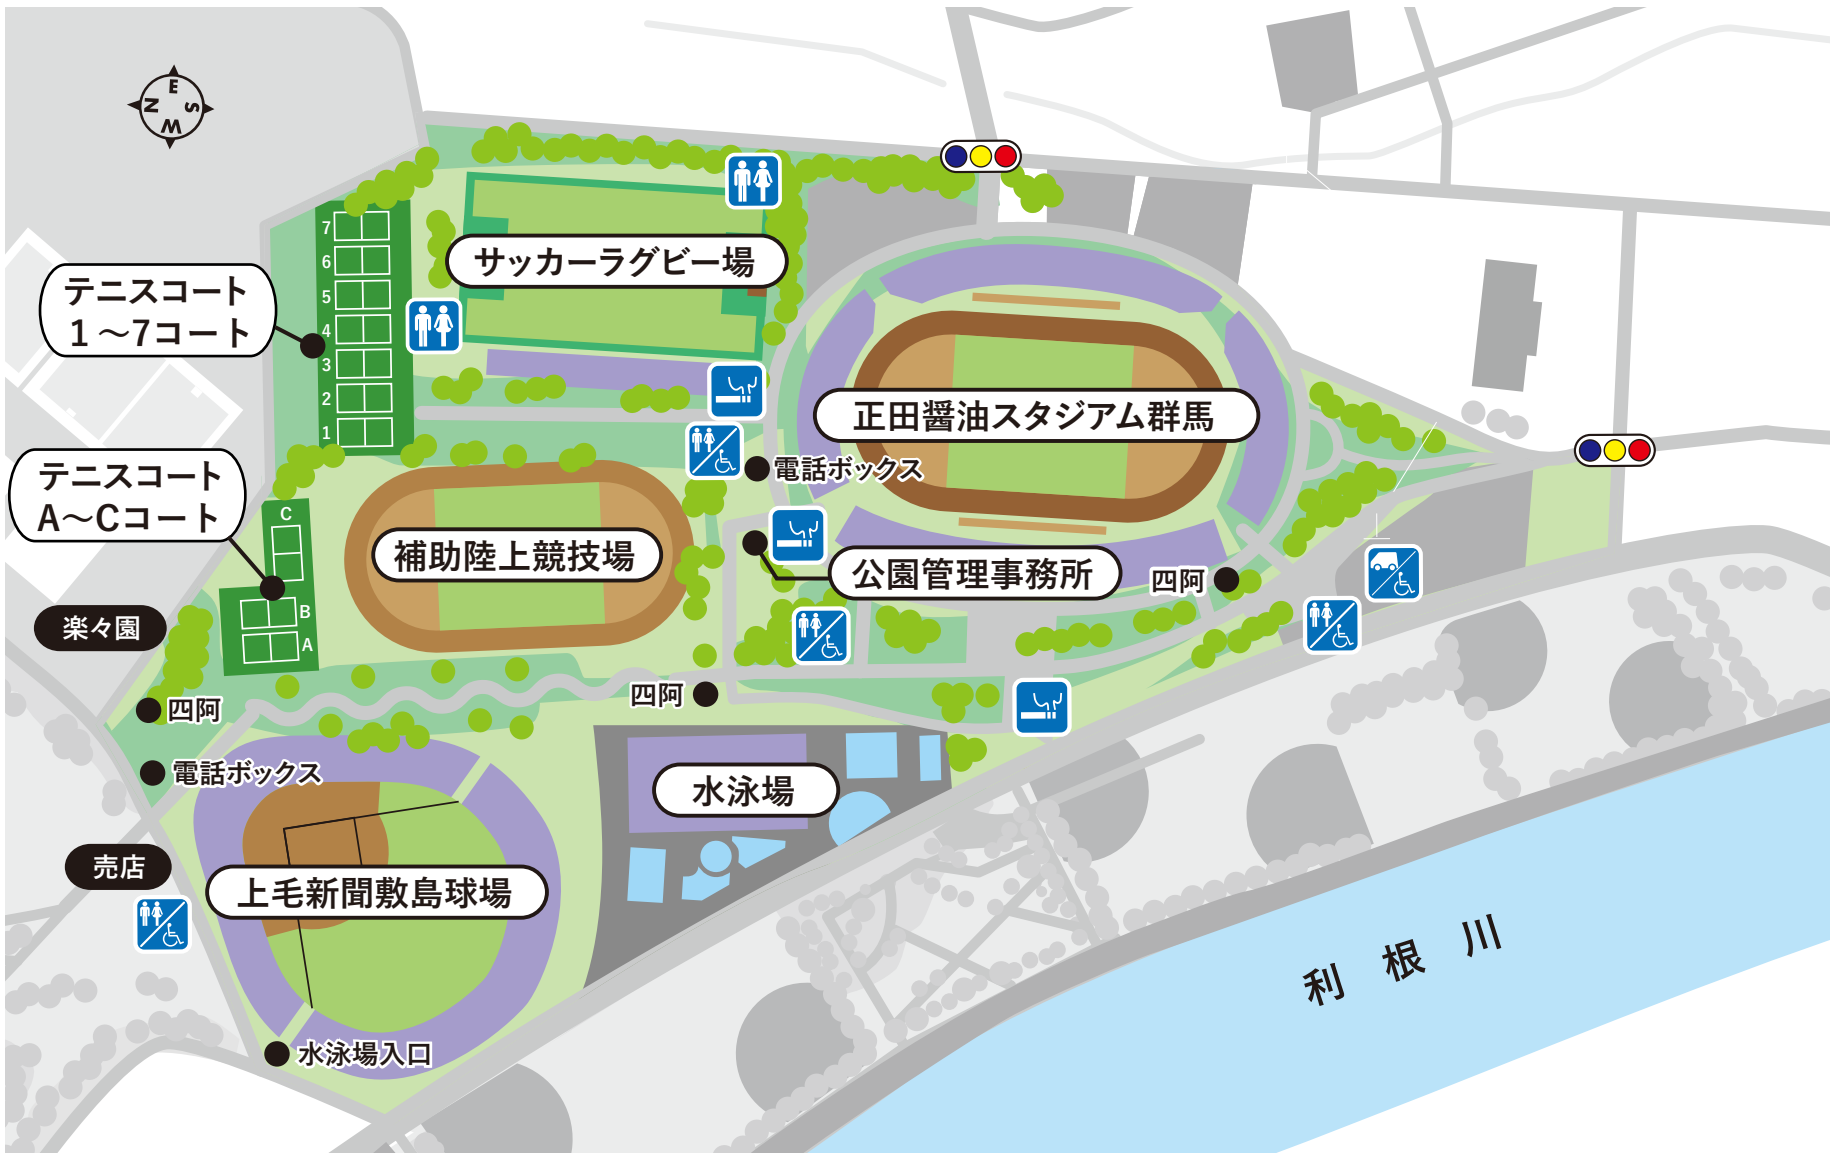 E
N
S
W
7
6
5
4
3
2
1
サッカーラグビー場
テニスコート
1～7コート
正田醤油スタジアム群馬
電話ボックス
テニスコート
A～Cコート
C
B
A
補助陸上競技場
公園管理事務所
四阿
楽々園
四阿
四阿
電話ボックス
水泳場
売店
上毛新聞敷島球場
利根川
水泳場入口